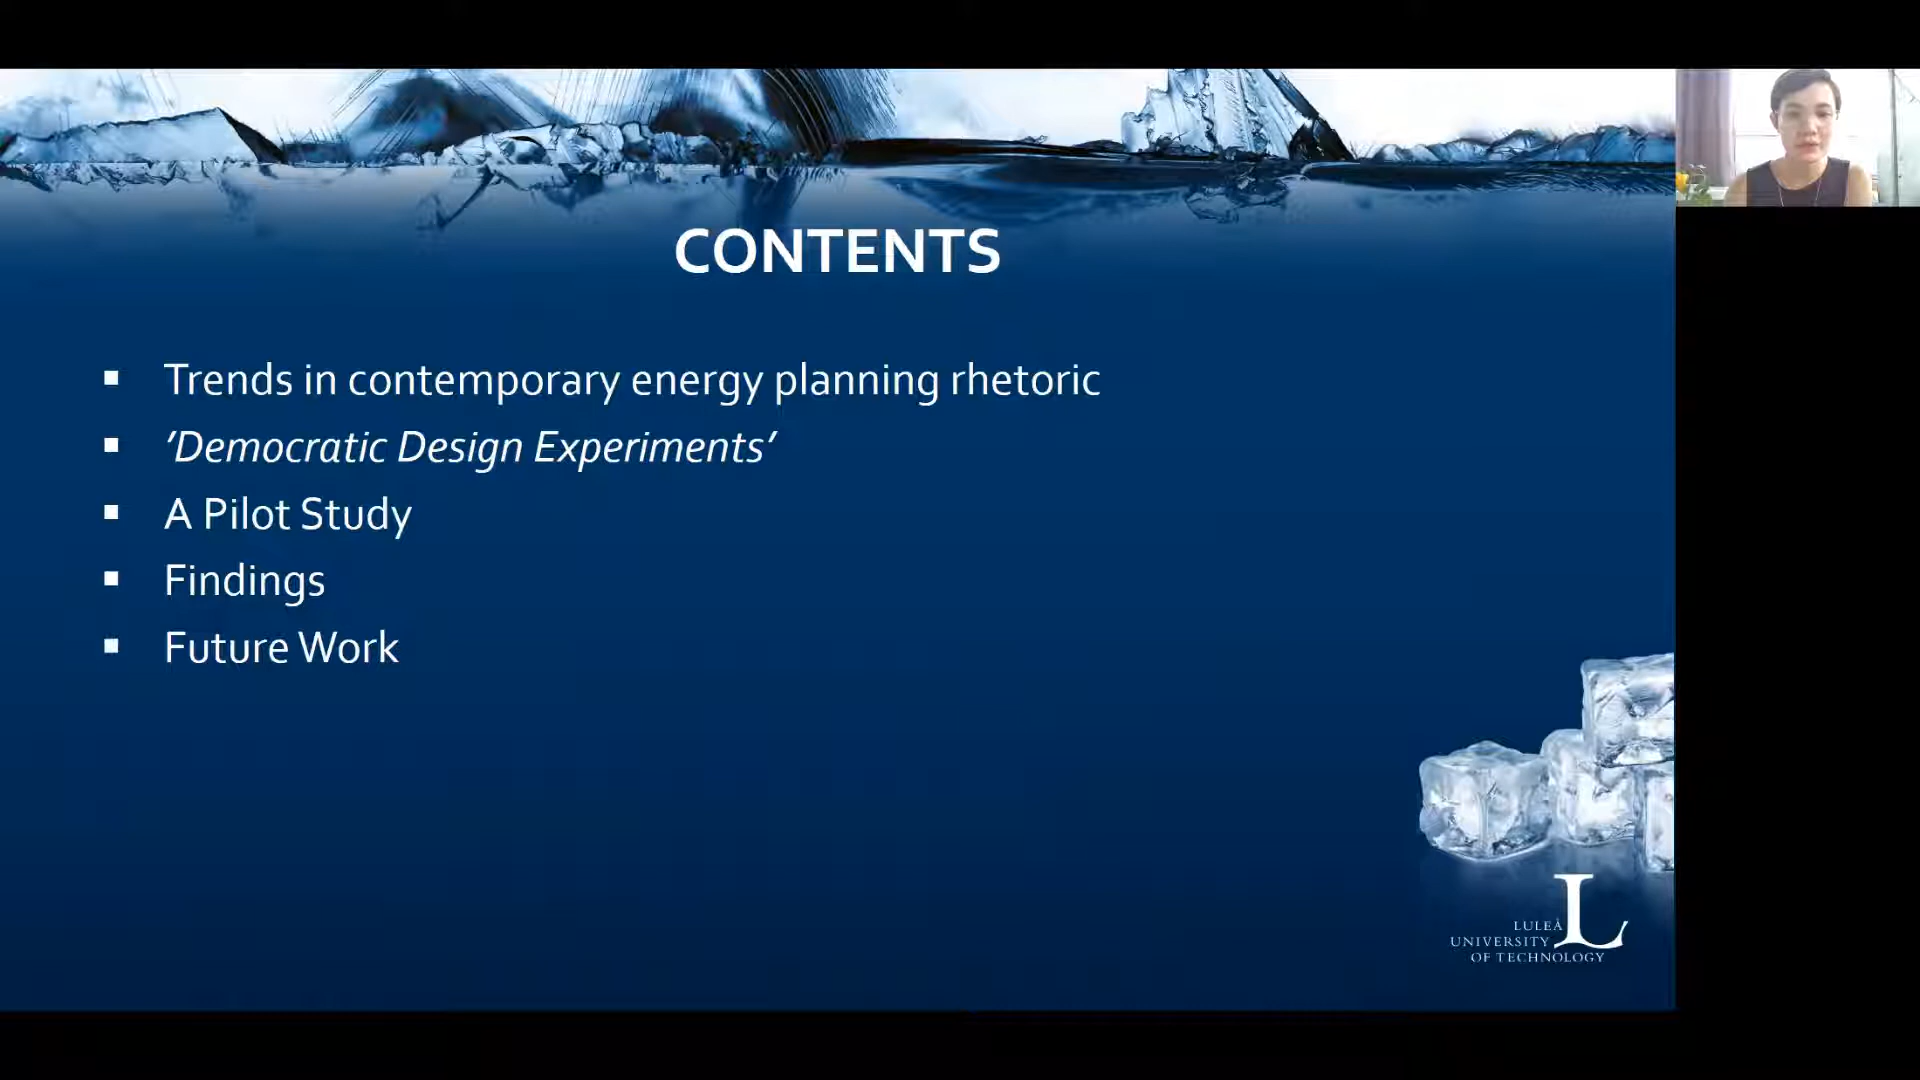 CONTENTS
▪ Trends in contemporary energy planning rhetoric
▪ ’Democratic Design Experiments’
▪ A Pilot Study
▪ Findings
▪ Future Work
LULEÅ
UNIVERSITY
OF TECHNOLOGY
L